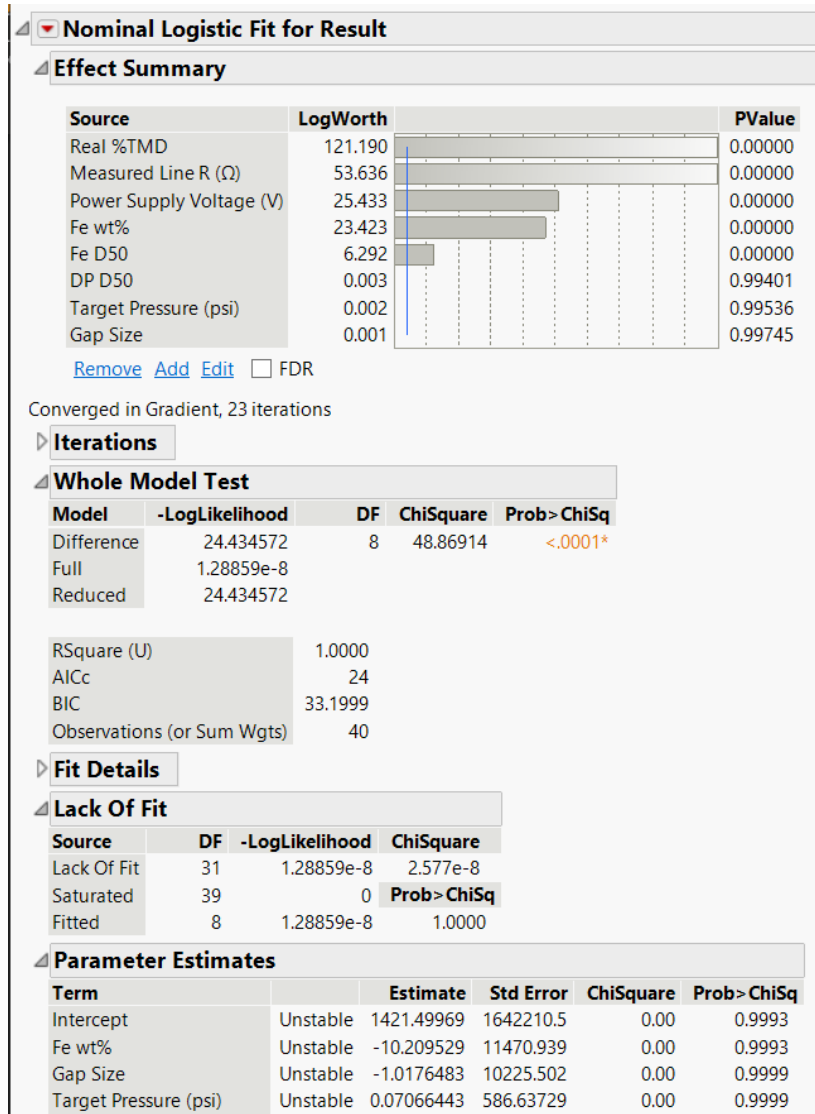 Nominal Logistic Fit for Result
Effect Summary
Source LogWorth PValue
Real %TMD 121.190 0.00000
Measured Line R (Ω) 53.636 0.00000
Power Supply Voltage (V) 25.433 0.00000
Fe wt% 23.423 0.00000
Fe D50 6.292 0.00000
DP D50 0.003 0.99401
Target Pressure (psi) 0.002 0.99536
Gap Size 0.001 0.99745
Remove Add Edit FDR
Converged in Gradient, 23 iterations
Iterations
Whole Model Test
Model -LogLikelihood DF ChiSquare Prob>ChiSq
Difference 24.434572 8 48.86914 <.0001*
Full 1.28859e-8
Reduced 24.434572
RSquare (U) 1.0000
AICc 24
BIC 33.1999
Observations (or Sum Wgts) 40
Fit Details
Lack Of Fit
Source DF -LogLikelihood ChiSquare
Lack Of Fit 31 1.28859e-8 2.577e-8
Saturated 39 0 Prob>ChiSq
Fitted 8 1.28859e-8 1.0000
Parameter Estimates
Term Estimate Std Error ChiSquare Prob>ChiSq
Intercept Unstable 1421.49969 1642210.5 0.00 0.9993
Fe wt% Unstable -10.209529 11470.939 0.00 0.9993
Gap Size Unstable -1.0176483 10225.502 0.00 0.9999
Target Pressure (psi) Unstable 0.07066443 586.63729 0.00 0.9999